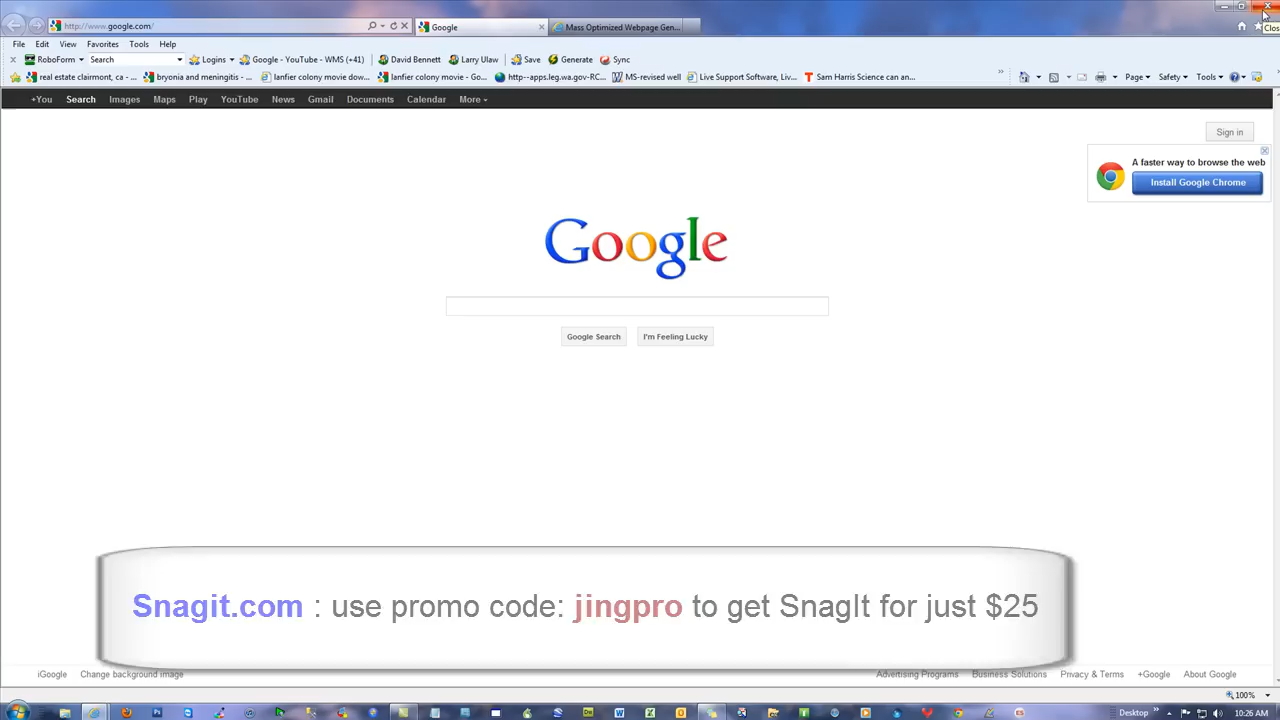 http://www.google.com/
Google
Mass Optimized Webpage Gen...
Clos
File Edit View Favorites Tools Help
RoboForm Search Logins Google - YouTube - WMS (+41) David Bennett Larry Ulaw Save Generate Sync
real estate clairmont, ca - ... bryonia and meningitis - ... lanfier colony movie dow... lanfier colony movie - Go... http--apps.leg.wa.gov-RC... MS-revised well Live Support Software, Liv... Sam Harris Science can an... » Page Safety Tools
+You Search Images Maps Play YouTube News Gmail Documents Calendar More
Sign in
A faster way to browse the web
Install Google Chrome
Google
Google Search I'm Feeling Lucky
Snagit.com : use promo code: jingpro to get SnagIt for just $25
iGoogle Change background image Advertising Programs Business Solutions Privacy & Terms +Google About Google
100%
Desktop » 10:26 AM